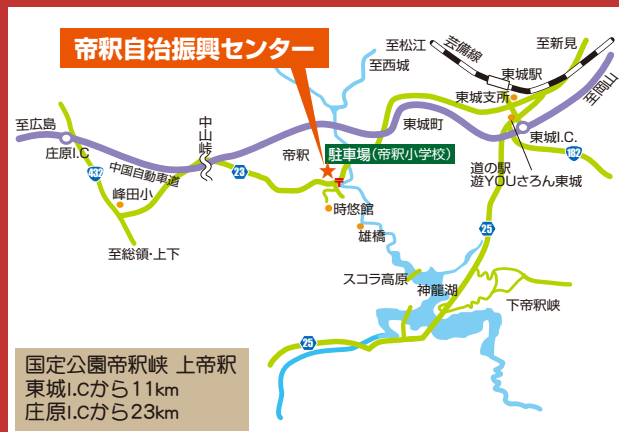 帝釈自治振興センター
至松江
芸備線
至新見
至西城
東城駅
東城支所
至岡山
至広島
庄原I.C
中山峠
東城町
東城I.C.
帝釈
駐車場(帝釈小学校)
182
432
中国自動車道
23
道の駅
遊YOUさろん東城
峰田小
時悠館
雄橋
25
至総領・上下
スコラ高原
神龍湖
下帝釈峡
25
国定公園帝釈峡 上帝釈
東城I.Cから11km
庄原I.Cから23km